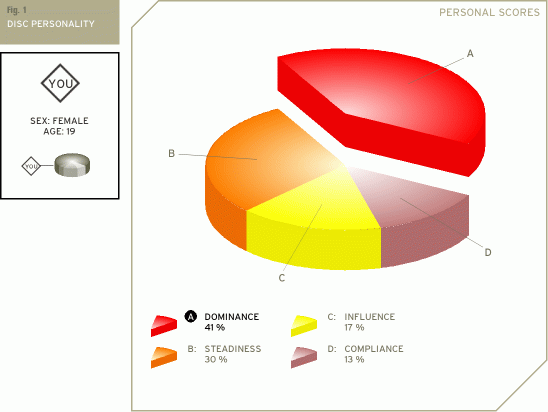 Fig. 1
DISC PERSONALITY
PERSONAL SCORES
YOU
SEX: FEMALE
AGE: 19
YOU
A
B
C
D
A DOMINANCE
41 %
C: INFLUENCE
17 %
B: STEADINESS
30 %
D: COMPLIANCE
13 %